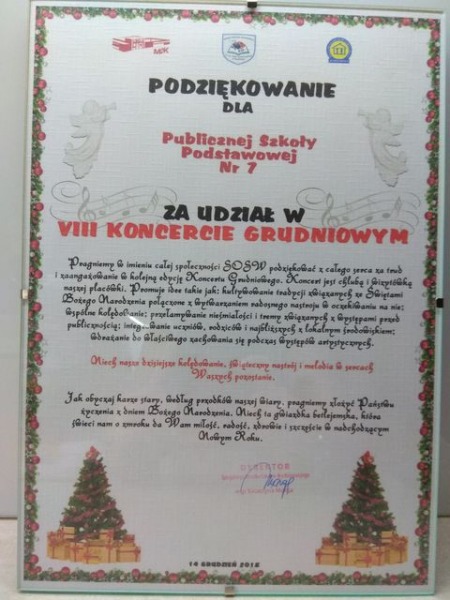 MDK
PODZIĘKOWANIE
DLA
Publicznej Szkoły
Podstawowej
Nr 7
ZA UDZIAŁ W
VIII KONCERCIE GRUDNIOWYM
Pragniemy w imieniu całej społeczności SOSW podziękować z całego serca za trud
i zaangażowanie w kolejną edycję Koncertu Grudniowego. Koncert jest chlubą i wizytówką
naszej placówki. Promuje idee takie jak: kultywowanie tradycji związanych ze Świętami
Bożego Narodzenia połączone z wytwarzaniem radosnego nastroju w oczekiwaniu na nie;
wspólne kolędowanie; przełamywanie nieśmiałości i tremy związanych z występami przed
publicznością; integrowanie uczniów, rodziców i najbliższych z lokalnym środowiskiem;
wdrażanie do właściwego zachowania się podczas występów artystycznych.
Niech nasze dzisiejsze kolędowanie, świąteczny nastrój i melodia w sercach
Waszych pozostanie.
Jak obyczaj każe stary, według przodków naszej wiary, pragniemy złożyć Państwu
życzenia z dniem Bożego Narodzenia. Niech ta gwiazdka betlejemska, która
świeci nam o zmroku da Wam miłość, radość, zdrowie i szczęście w nadchodzącym
Nowym Roku.
DYREKTOR
14 GRUDZIEŃ 2018